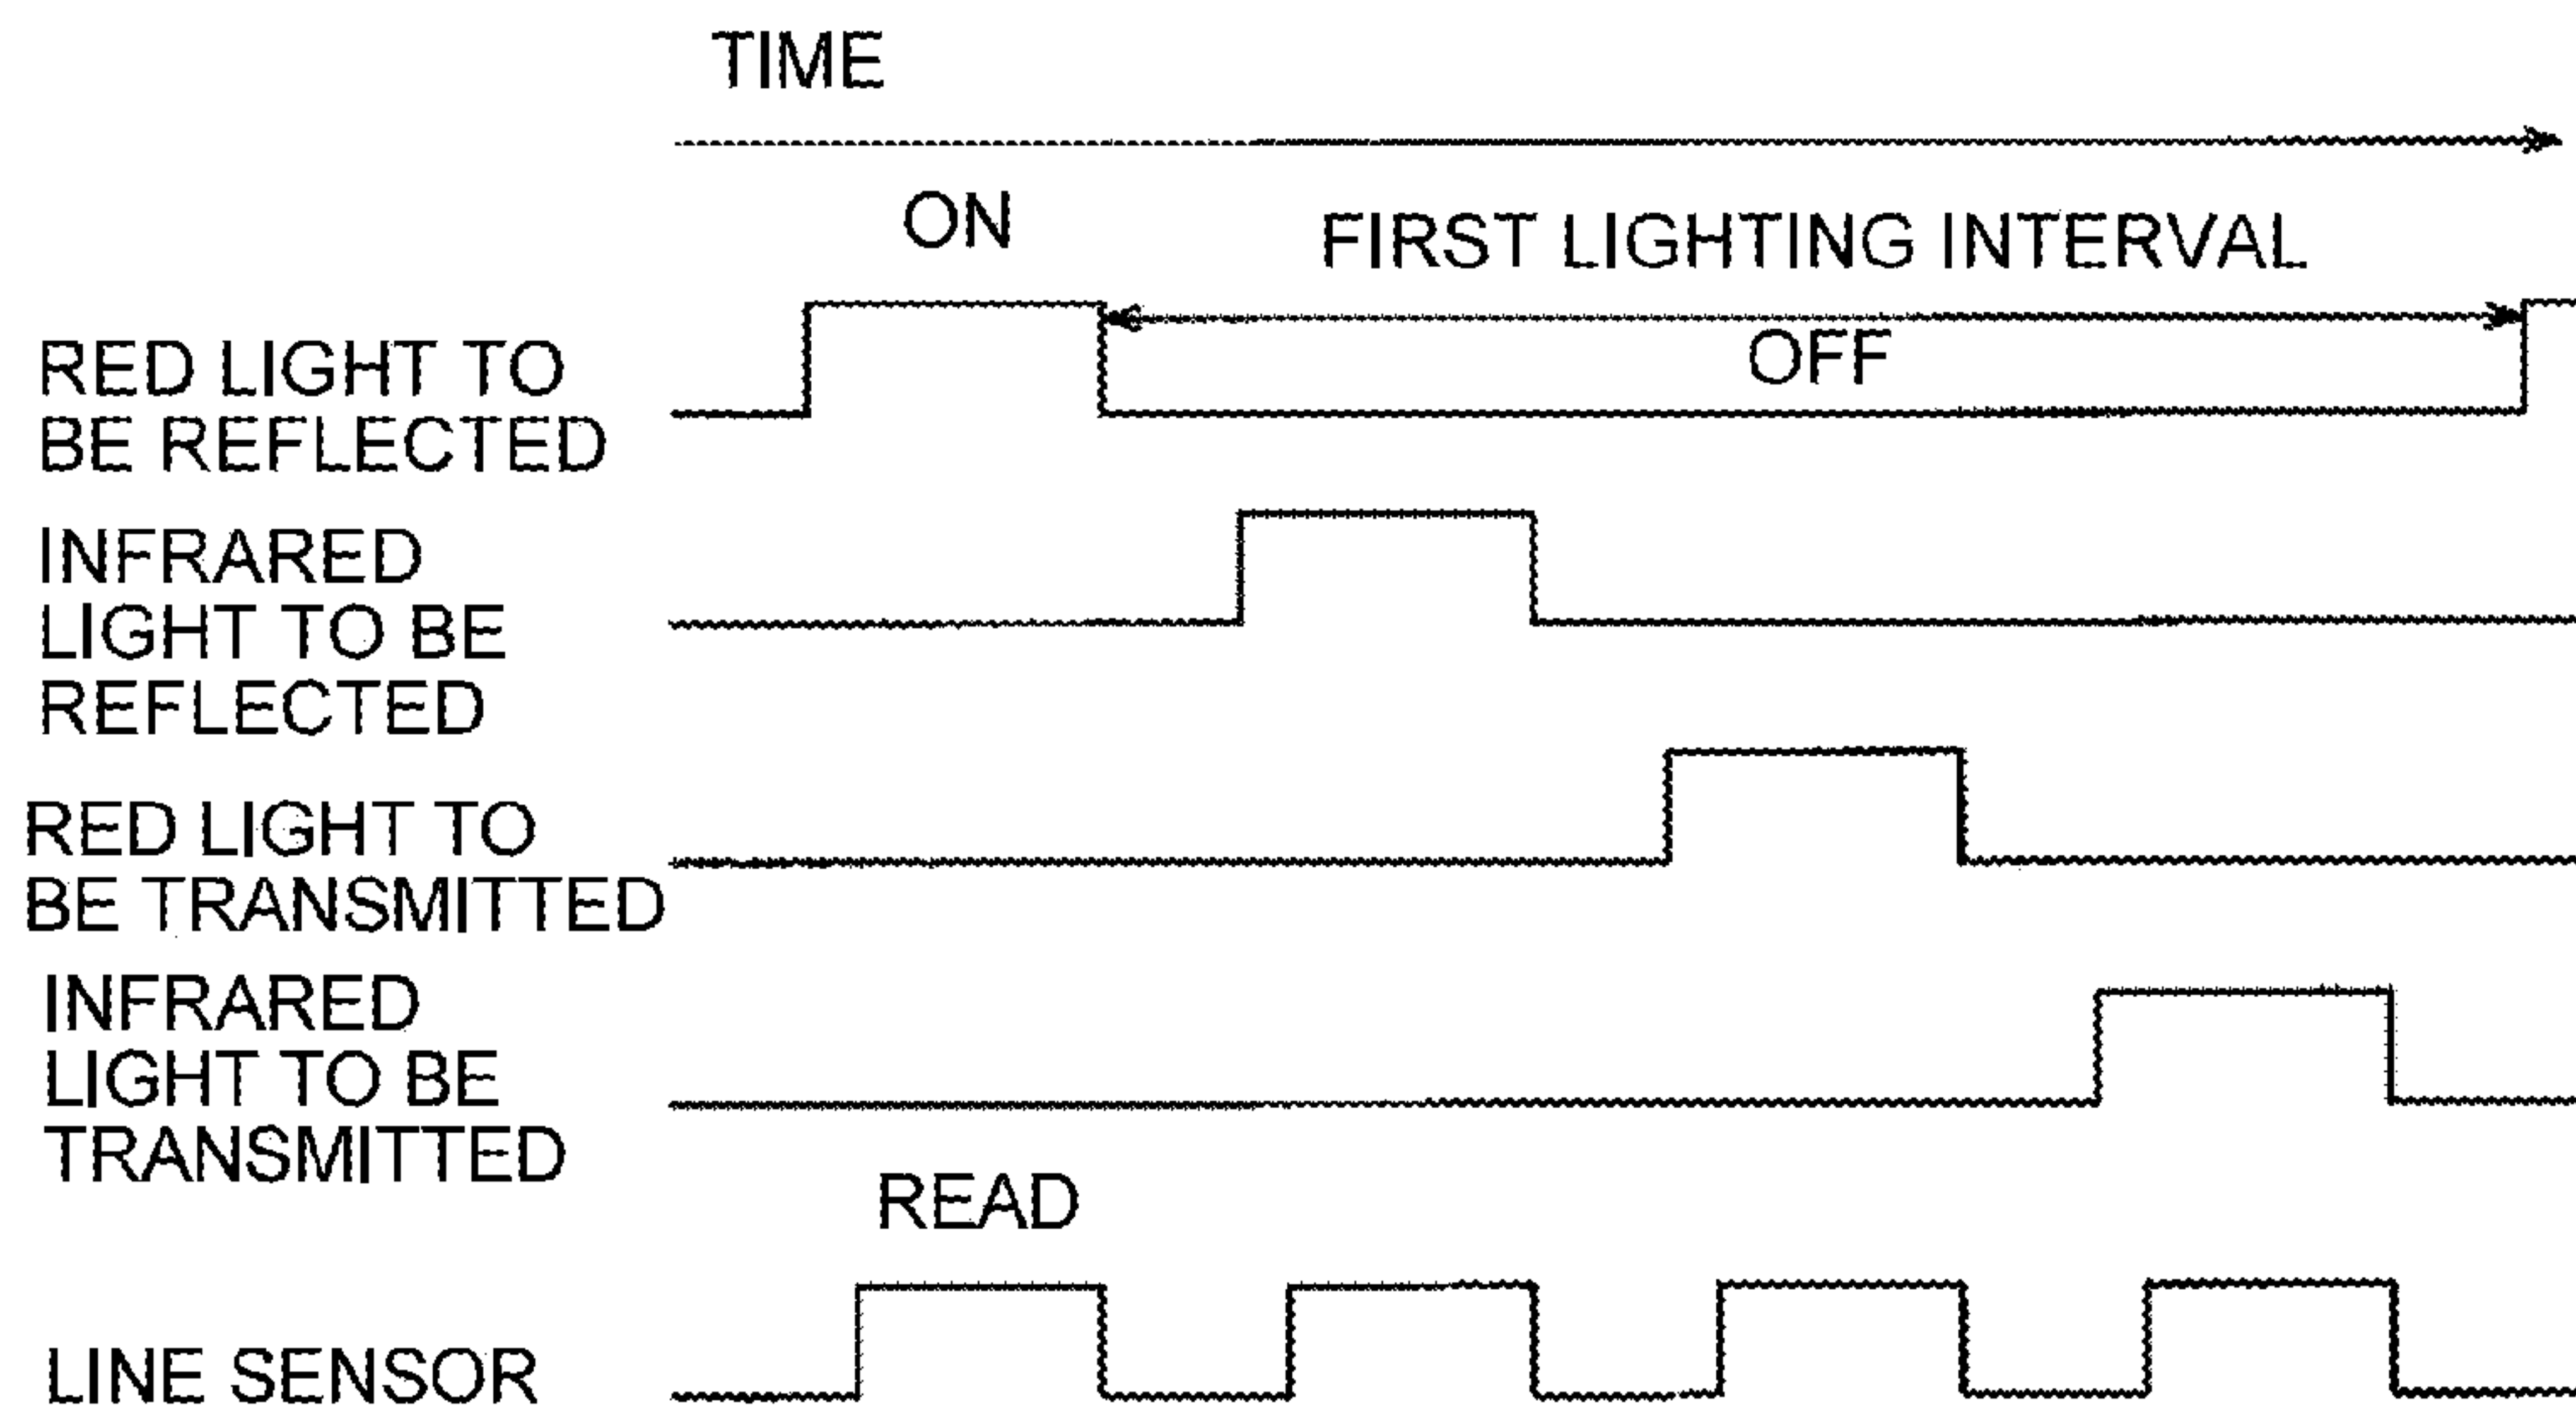 TIME
ON
FIRST LIGHTING INTERVAL
OFF
RED LIGHT TO
BE REFLECTED
INFRARED
LIGHT TO BE
REFLECTED
RED LIGHT TO
BE TRANSMITTED
INFRARED
LIGHT TO BE
TRANSMITTED
READ
LINE SENSOR